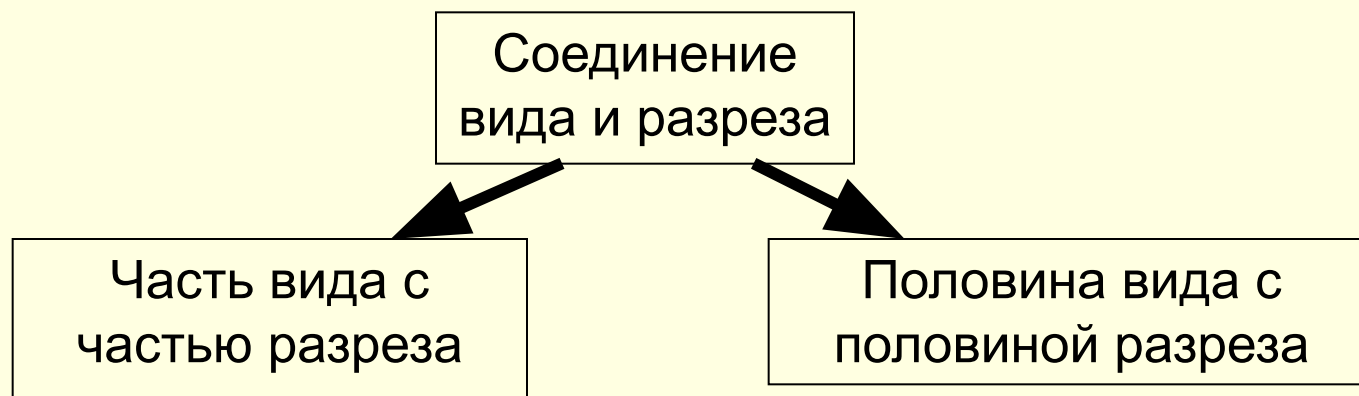 Соединение
вида и разреза
Часть вида с
частью разреза
Половина вида с
половиной разреза